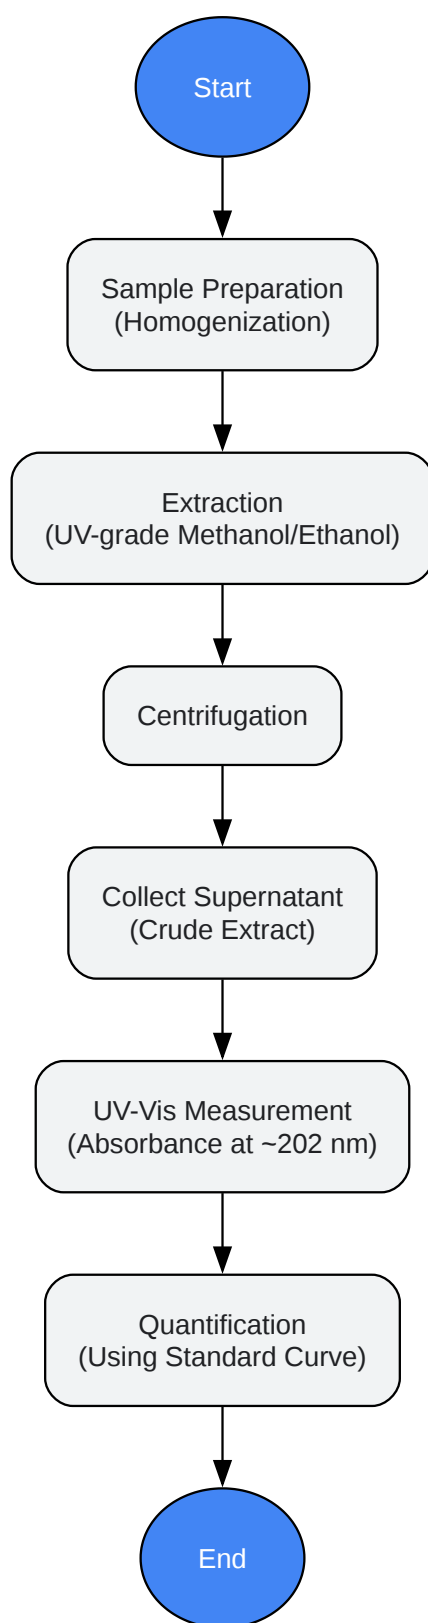 Start
Sample Preparation
(Homogenization)
Extraction
(UV-grade Methanol/Ethanol)
Centrifugation
Collect Supernatant
(Crude Extract)
UV-Vis Measurement
(Absorbance at ~202 nm)
Quantification
(Using Standard Curve)
End